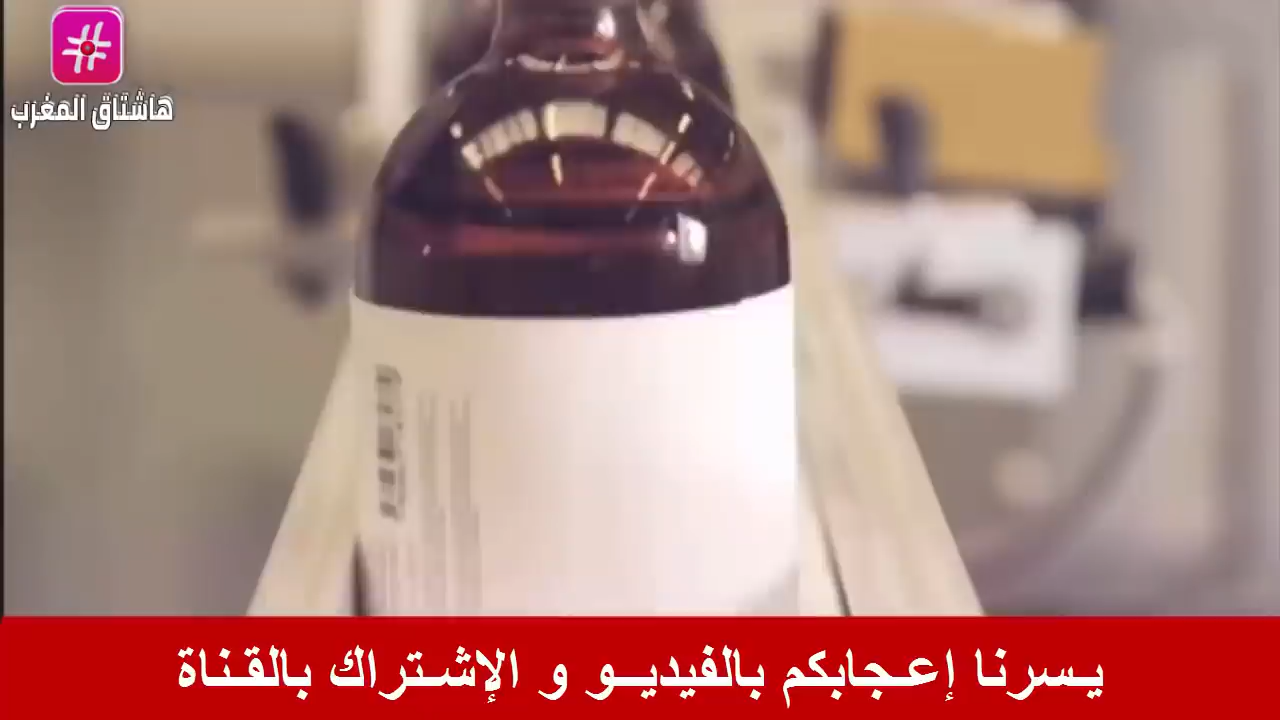 هاشتاق المغرب
يسرنا إعجابكم بالفيديو و الإشتراك بالقناة